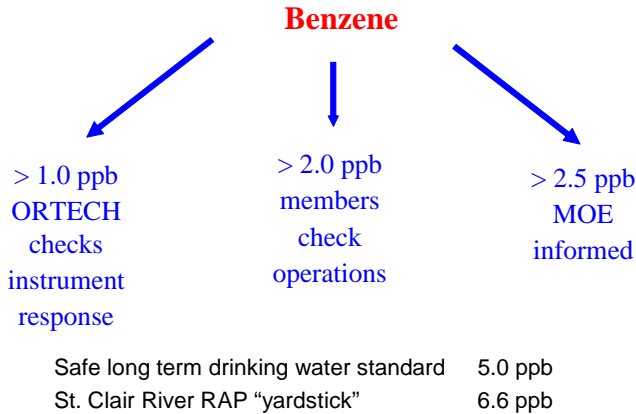 Benzene
> 1.0 ppb
ORTECH
checks
instrument
response
> 2.0 ppb
members
check
operations
> 2.5 ppb
MOE
informed
Safe long term drinking water standard 5.0 ppb
St. Clair River RAP “yardstick” 6.6 ppb